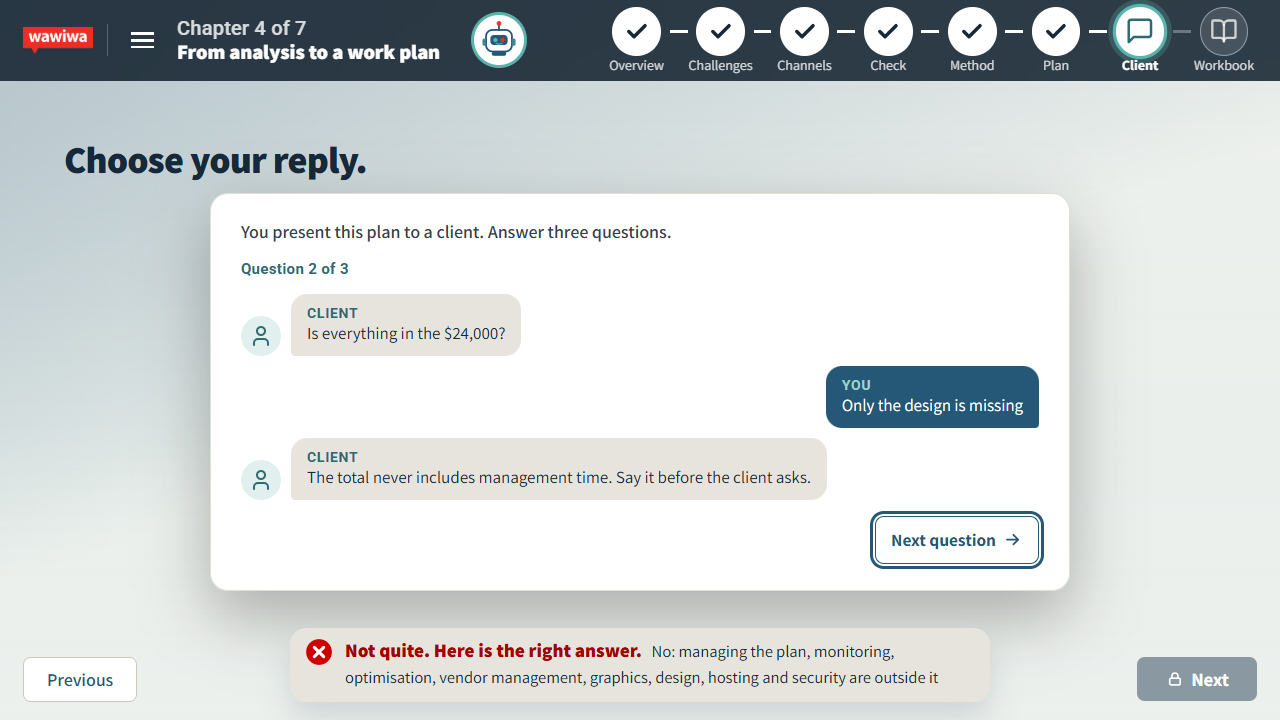 wawiwa
Chapter 4 of 7
From analysis to a work plan
Overview
Challenges
Channels
Check
Method
Plan
Client
Workbook
Choose your reply.
You present this plan to a client. Answer three questions.
Question 2 of 3
CLIENT
Is everything in the $24,000?
YOU
Only the design is missing
CLIENT
The total never includes management time. Say it before the client asks.
Next question
Not quite. Here is the right answer. No: managing the plan, monitoring,
optimisation, vendor management, graphics, design, hosting and security are outside it
Previous
Next